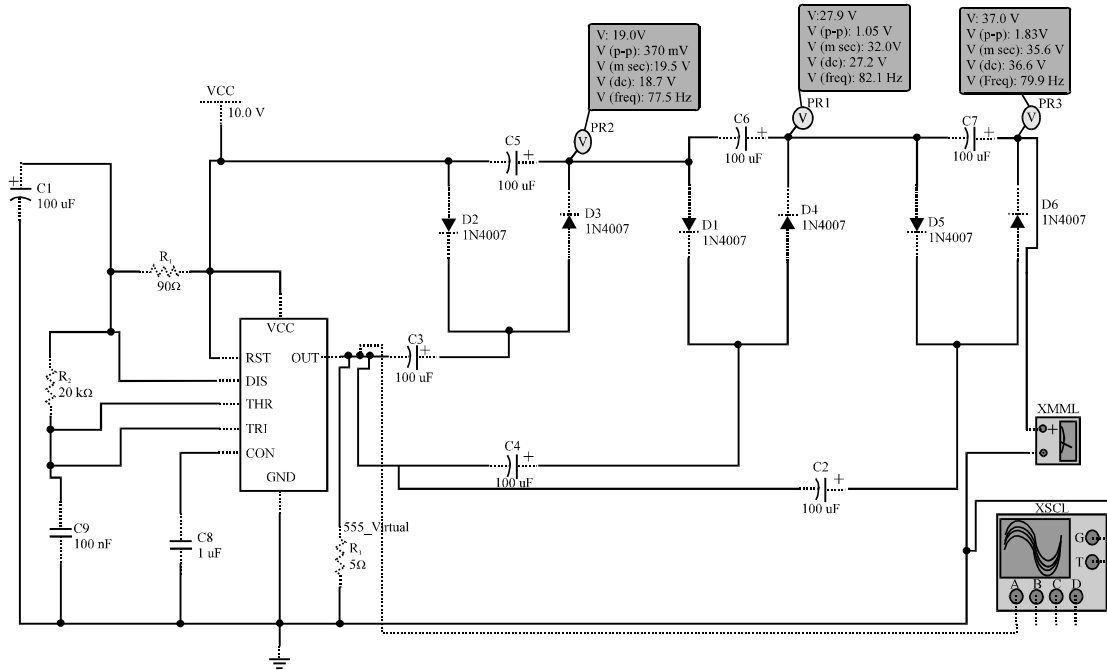 V: 19.0V
V (p-p): 370 mV
V (m sec):19.5 V
V (dc): 18.7 V
V (freq): 77.5 Hz
V:27.9 V
V (p-p): 1.05 V
V (m sec): 32.0V
V (dc): 27.2 V
V (freq): 82.1 Hz
V: 37.0 V
V (p-p): 1.83V
V (m sec): 35.6 V
V (dc): 36.6 V
V (Freq): 79.9 Hz
V
PR2
V
PR1
V
PR3
VCC
10.0 V
C1
100 uF
C5
+
100 uF
C6
+
100 uF
C7
+
100 uF
D2
1N4007
D3
1N4007
D1
1N4007
D4
1N4007
D5
1N4007
D6
1N4007
R1
90Ω
VCC
RST
OUT
DIS
THR
TRI
CON
GND
R2
20 kΩ
C3
+
100 uF
C4
+
100 uF
C2
+
100 uF
C9
100 nF
C8
1 uF
555_Virtual
5Ω
XMML
+
XSCL
G
T
A B C D